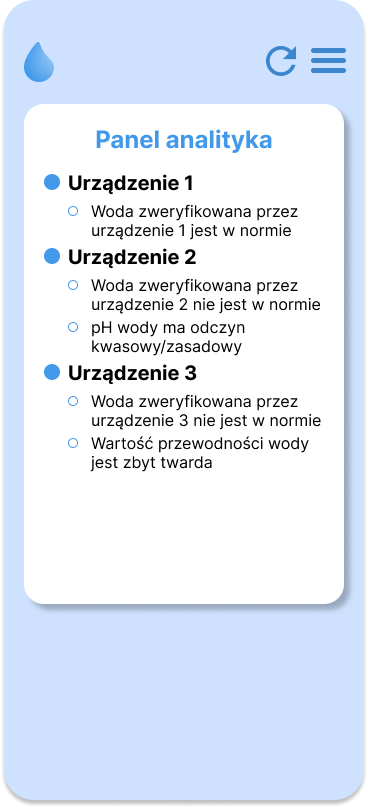 Panel analityka
Urządzenie 1
Woda zweryfikowana przez
urządzenie 1 jest w normie
Urządzenie 2
Woda zweryfikowana przez
urządzenie 2 nie jest w normie
pH wody ma odczyn
kwasowy/zasadowy
Urządzenie 3
Woda zweryfikowana przez
urządzenie 3 nie jest w normie
Wartość przewodności wody
jest zbyt twarda